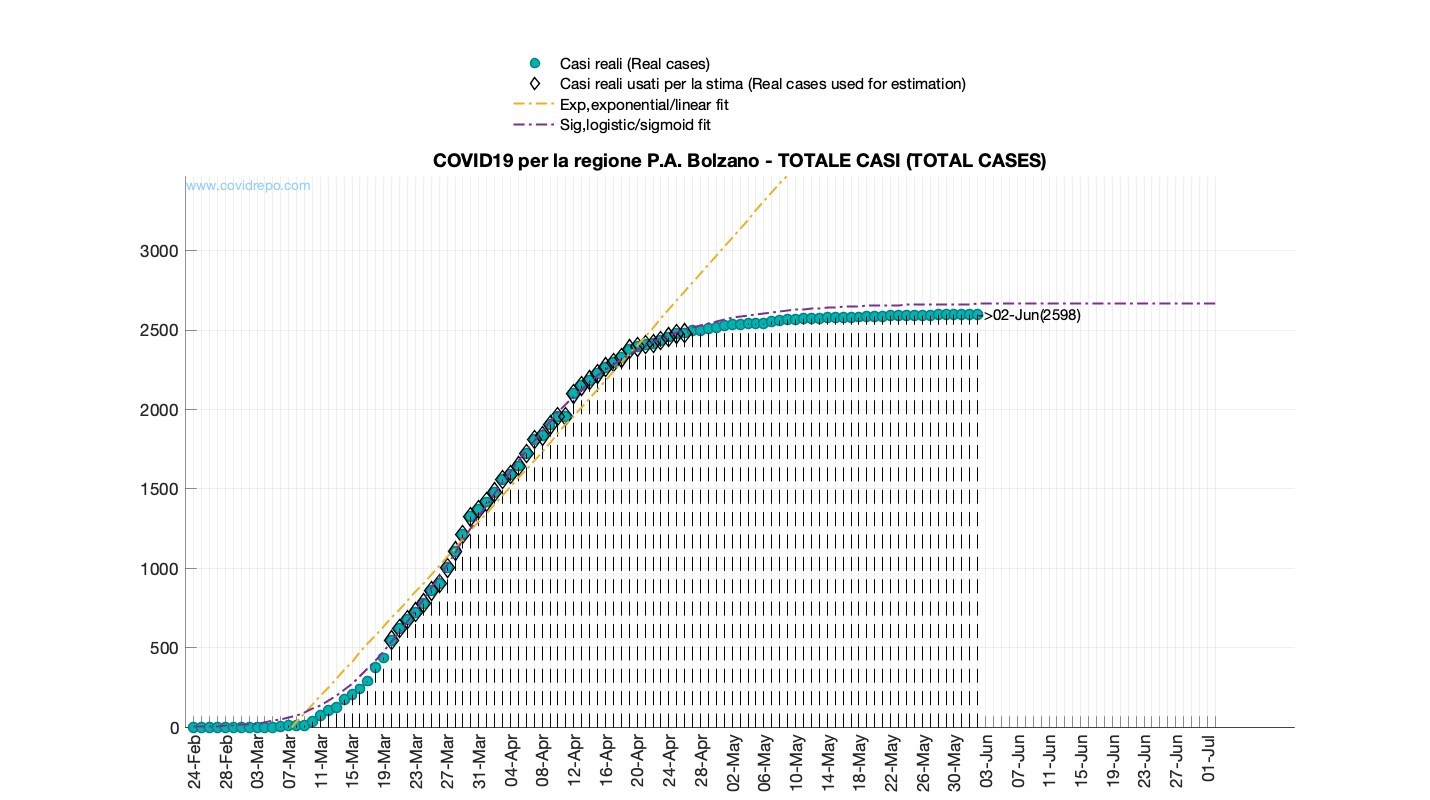 Casi reali (Real cases)
Casi reali usati per la stima (Real cases used for estimation)
Exp,exponential/linear fit
Sig,logistic/sigmoid fit
COVID19 per la regione P.A. Bolzano - TOTALE CASI (TOTAL CASES)
www.covidrepo.com
3000
2500
2000
1500
1000
500
0
->02-Jun(2598)
24-Feb
28-Feb
03-Mar
07-Mar
11-Mar
15-Mar
19-Mar
23-Mar
27-Mar
31-Mar
04-Apr
08-Apr
12-Apr
16-Apr
20-Apr
24-Apr
28-Apr
02-May
06-May
10-May
14-May
18-May
22-May
26-May
30-May
03-Jun
07-Jun
11-Jun
15-Jun
19-Jun
23-Jun
27-Jun
01-Jul